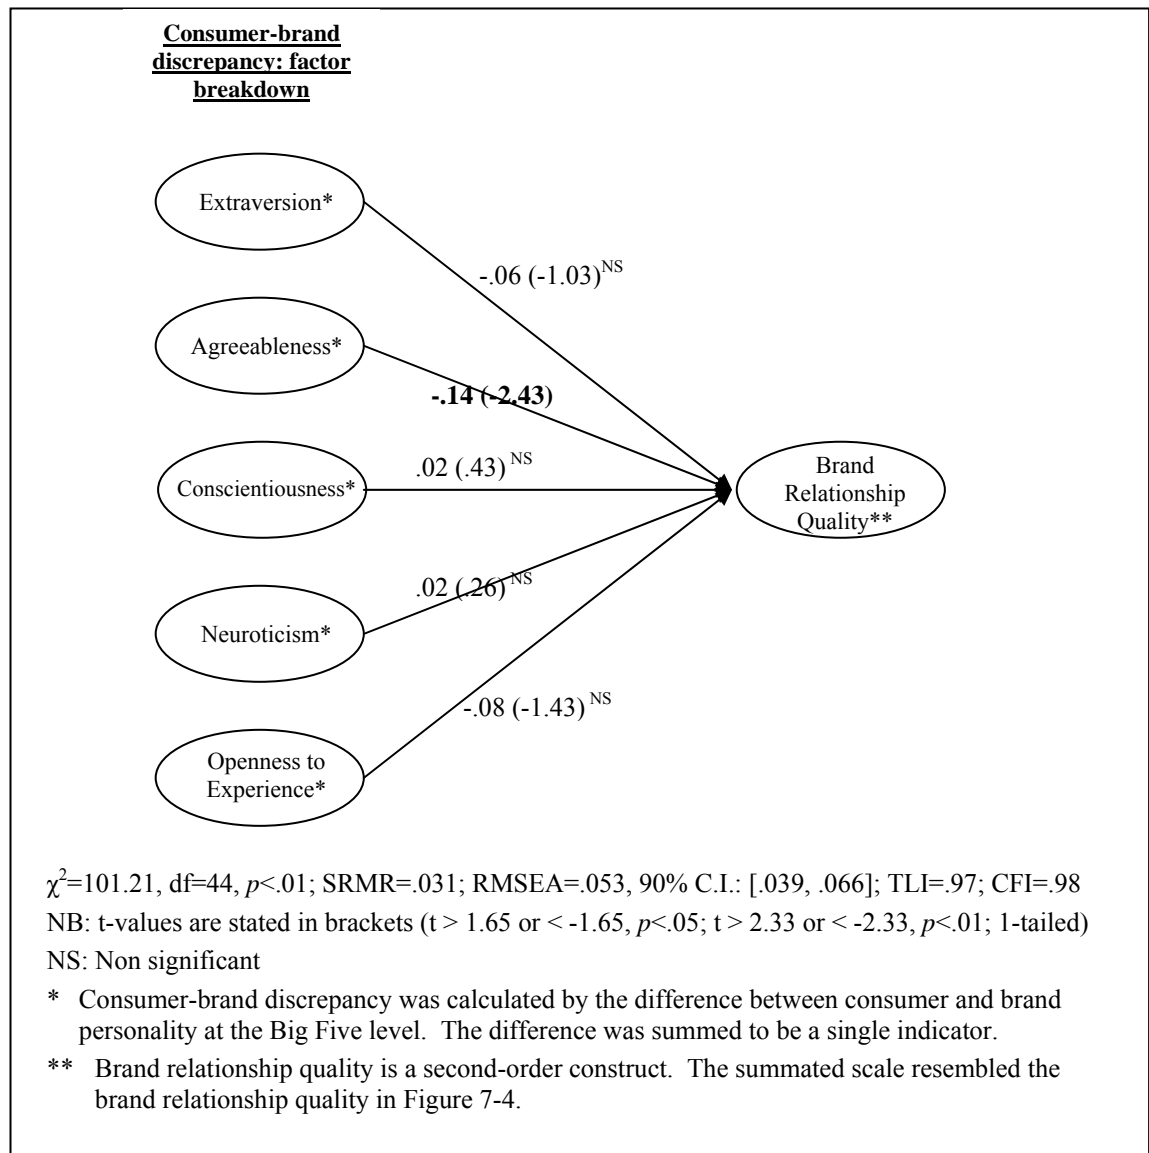 Consumer-brand
discrepancy: factor
breakdown
Extraversion*
-.06 (-1.03)NS
Agreeableness*
-.14 (-2.43)
Conscientiousness*
.02 (.43) NS
Brand
Relationship
Quality**
.02 (.26) NS
Neuroticism*
-.08 (-1.43) NS
Openness to
Experience*
χ²=101.21, df=44, p<.01; SRMR=.031; RMSEA=.053, 90% C.I.: [.039, .066]; TLI=.97; CFI=.98
NB: t-values are stated in brackets (t > 1.65 or < -1.65, p<.05; t > 2.33 or < -2.33, p<.01; 1-tailed)
NS: Non significant
* Consumer-brand discrepancy was calculated by the difference between consumer and brand
personality at the Big Five level. The difference was summed to be a single indicator.
** Brand relationship quality is a second-order construct. The summated scale resembled the
brand relationship quality in Figure 7-4.